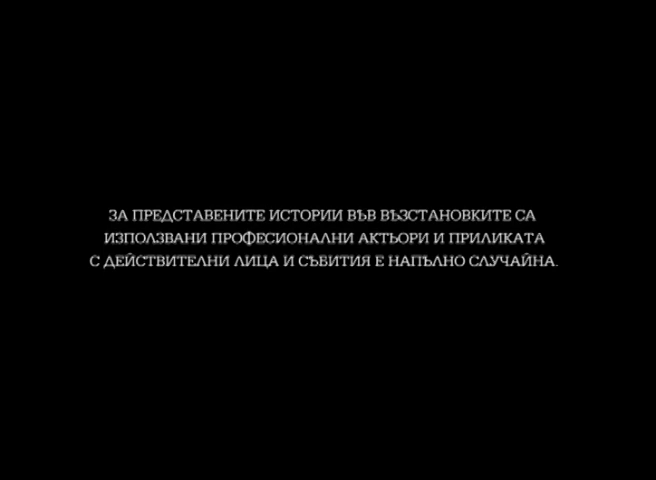 ЗА ПРЕДСТАВЕНИТЕ ИСТОРИИ ВЪВ ВЪЗСТАНОВКИТЕ СА
ИЗПОЛЗВАНИ ПРОФЕСИОНАЛНИ АКТЬОРИ И ПРИЛИКАТА
С ДЕЙСТВИТЕЛНИ ЛИЦА И СЪБИТИЯ Е НАПЪЛНО СЛУЧАЙНА.